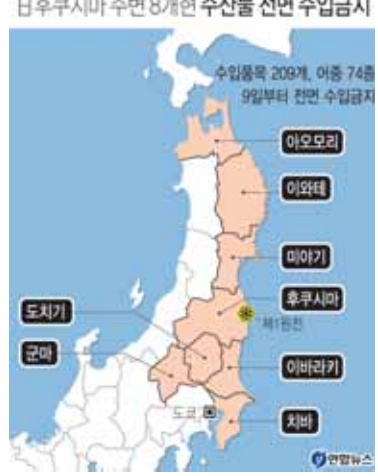 日후쿠시마 주변 8개현 수산물 전면 수입금지
수입품목 209개, 어종 74종
9일부터 전면 수입금지
아오모리
이와테
미야기
후쿠시마
제1원전
도치기
군마
이바라키
도쿄
치바
연합뉴스